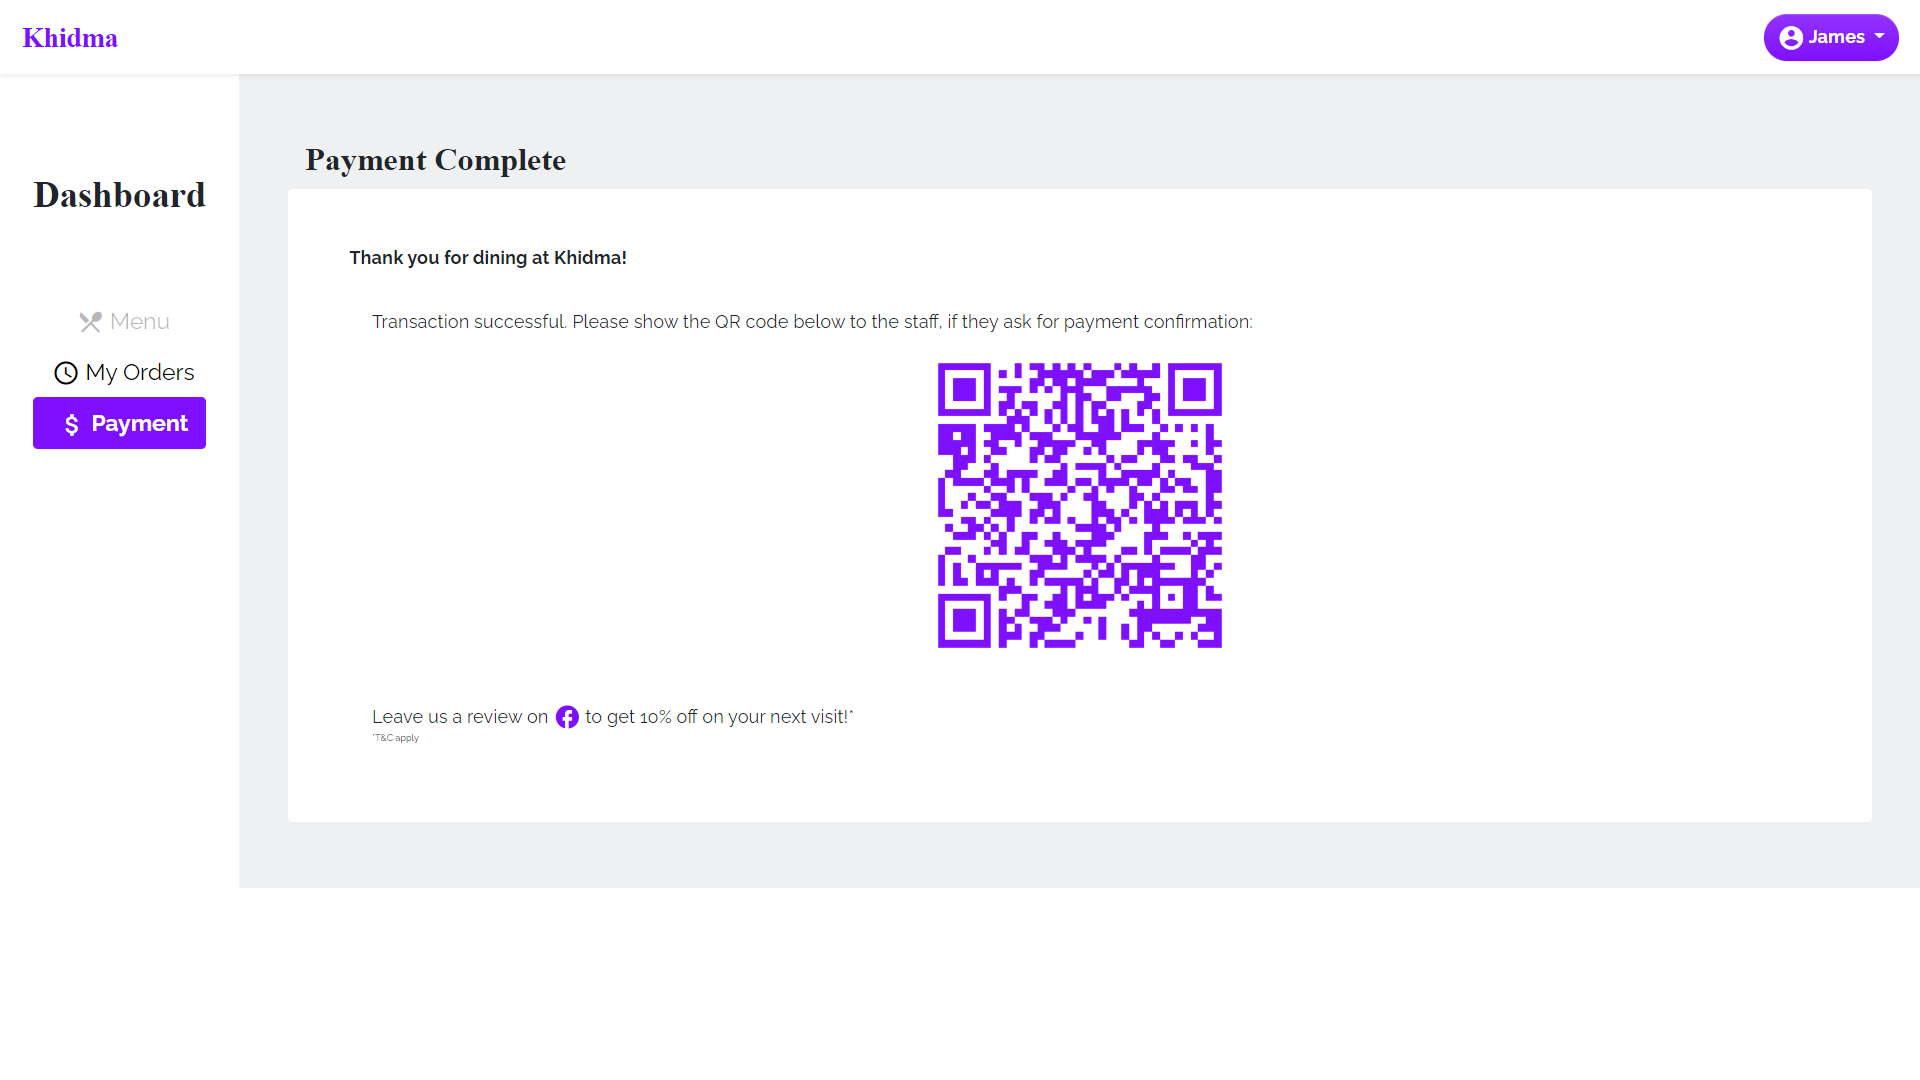 Khidma
James
Dashboard
Menu
My Orders
$ Payment
Payment Complete
Thank you for dining at Khidma!
Transaction successful. Please show the QR code below to the staff, if they ask for payment confirmation:
Leave us a review on to get 10% off on your next visit!*
*T&C apply